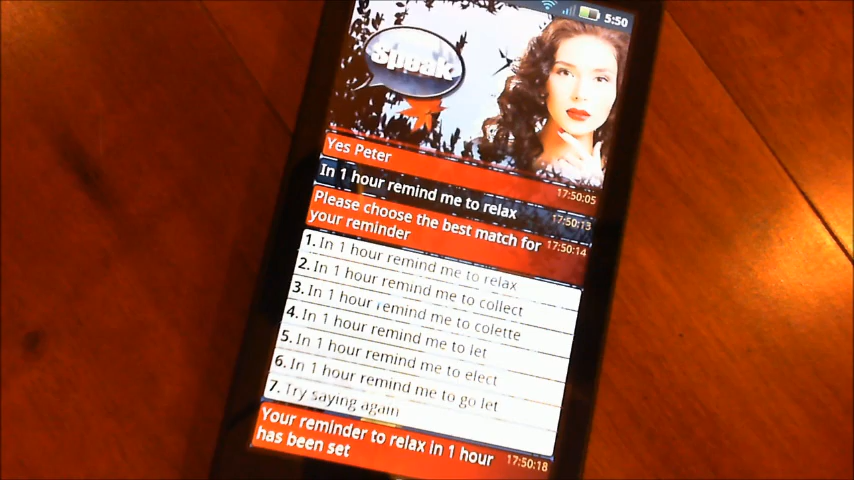 5:50
Speak
Yes Peter
17:50:05
In 1 hour remind me to relax
17:50:13
Please choose the best match for
your reminder
17:50:14
1. In 1 hour remind me to relax
2. In 1 hour remind me to collect
3. In 1 hour remind me to colette
4. In 1 hour remind me to let
5. In 1 hour remind me to elect
6. In 1 hour remind me to go let
7. Try saying again
Your reminder to relax in 1 hour
has been set
17:50:18